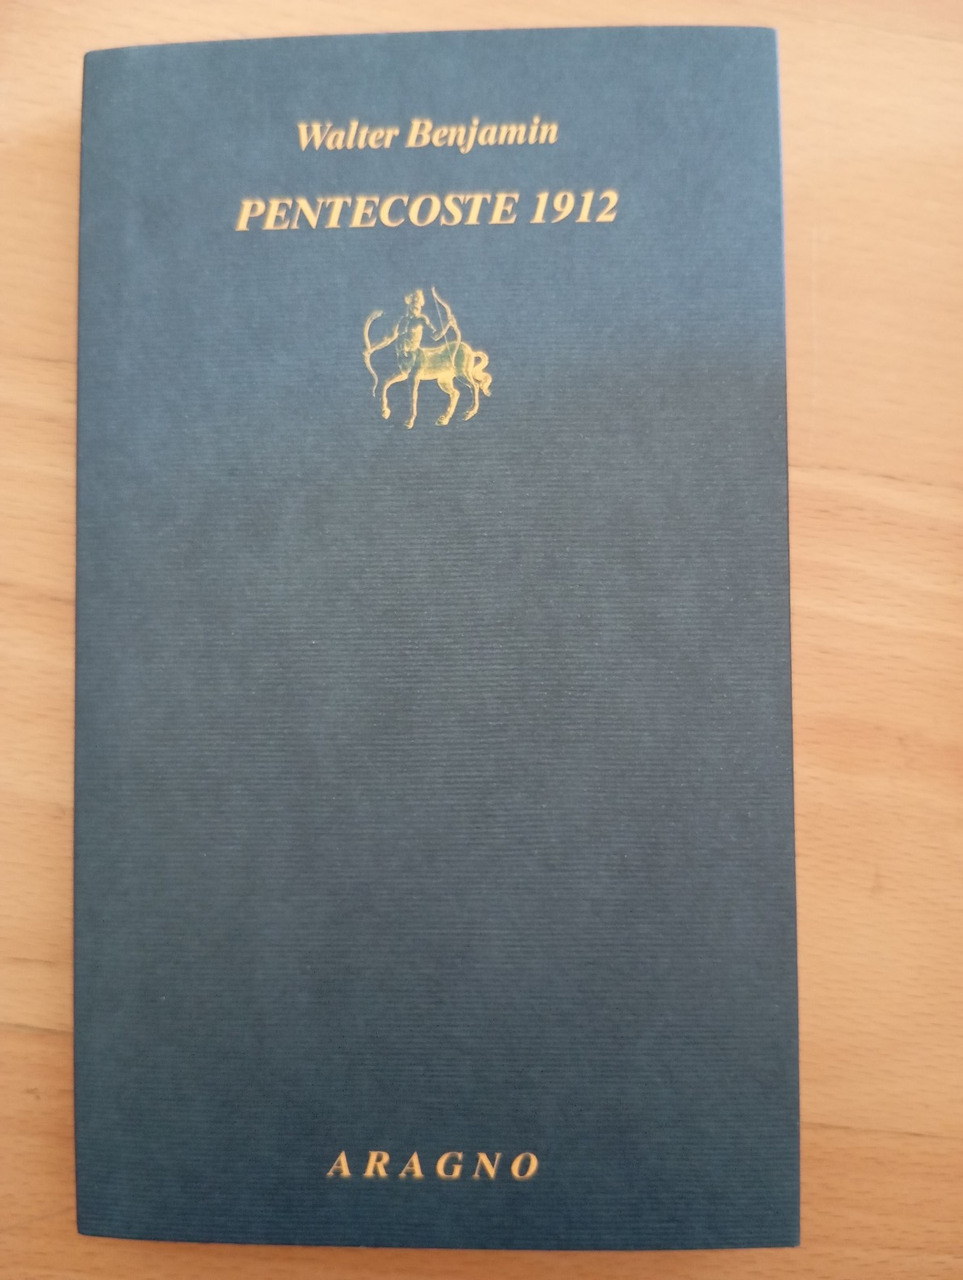 Walter Benjamin
PENTECOSTE 1912
ARAGNO